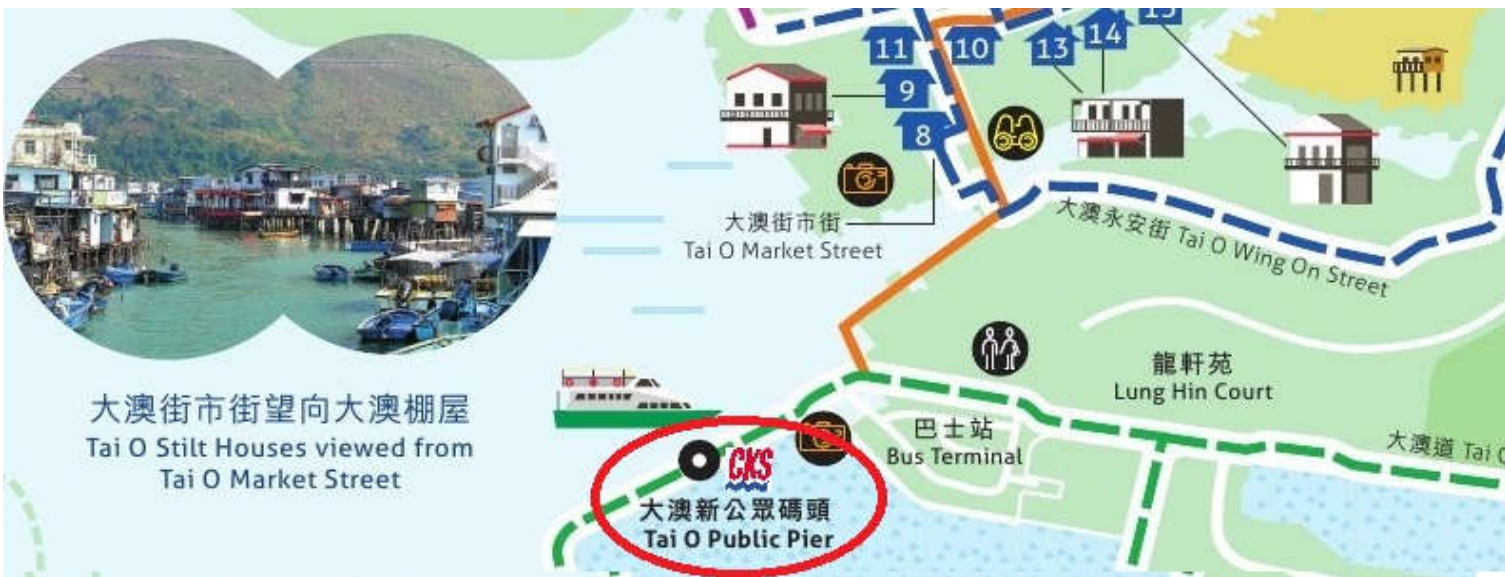 15
14
11
10
13
9
8
大澳街市街
Tai O Market Street
大澳永安街 Tai O Wing On Street
大澳街市街望向大澳棚屋
Tai O Stilt Houses viewed from
Tai O Market Street
龍軒苑
Lung Hin Court
巴士站
Bus Terminal
大澳道 Tai O
CKS
大澳新公眾碼頭
Tai O Public Pier